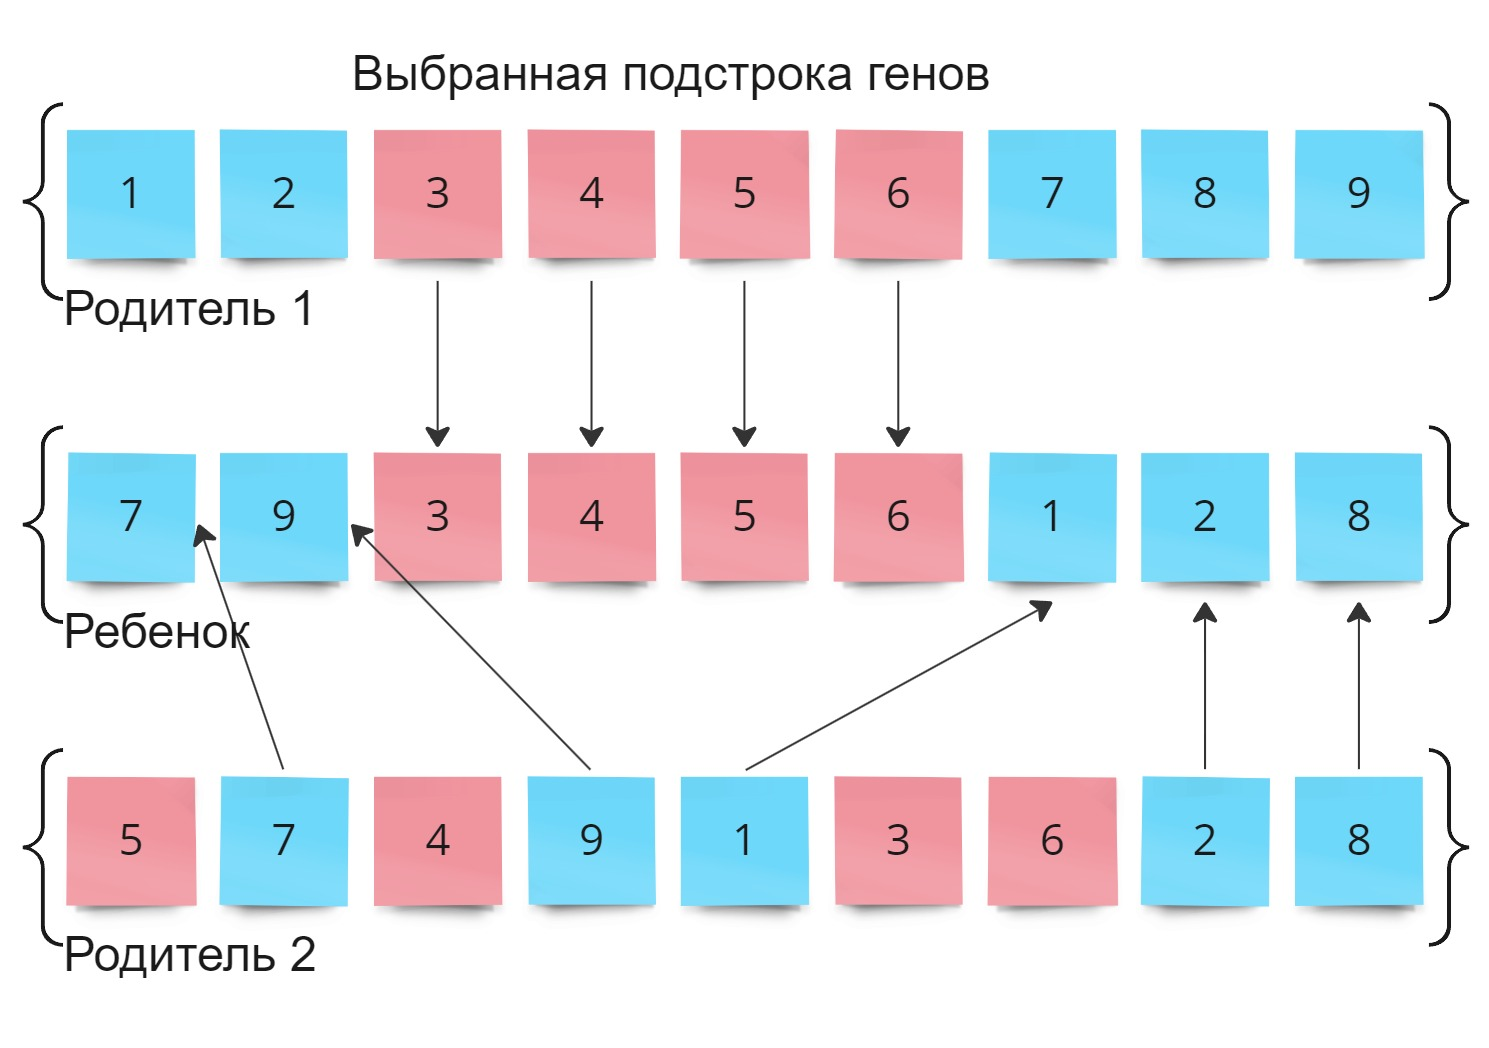 Выбранная подстрока генов
1 2 3 4 5 6 7 8 9
Родитель 1
7 9 3 4 5 6 1 2 8
Ребенок
5 7 4 9 1 3 6 2 8
Родитель 2